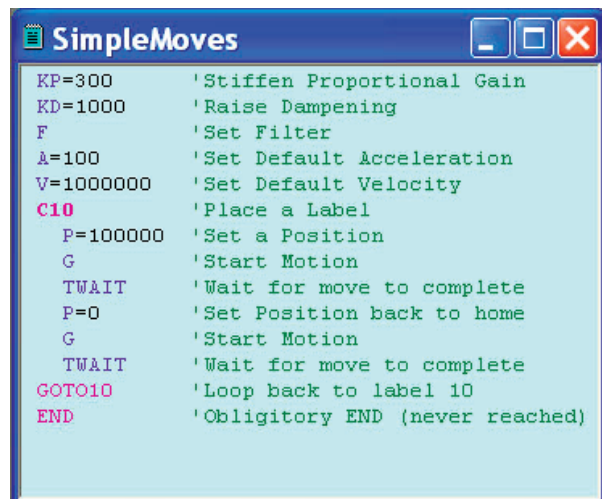 SimpleMoves
KP=300 'Stiffen Proportional Gain
KD=1000 'Raise Dampening
F 'Set Filter
A=100 'Set Default Acceleration
V=1000000 'Set Default Velocity
C10 'Place a Label
P=100000 'Set a Position
G 'Start Motion
TWAIT 'Wait for move to complete
P=0 'Set Position back to home
G 'Start Motion
TWAIT 'Wait for move to complete
GOTO10 'Loop back to label 10
END 'Obligitory END (never reached)